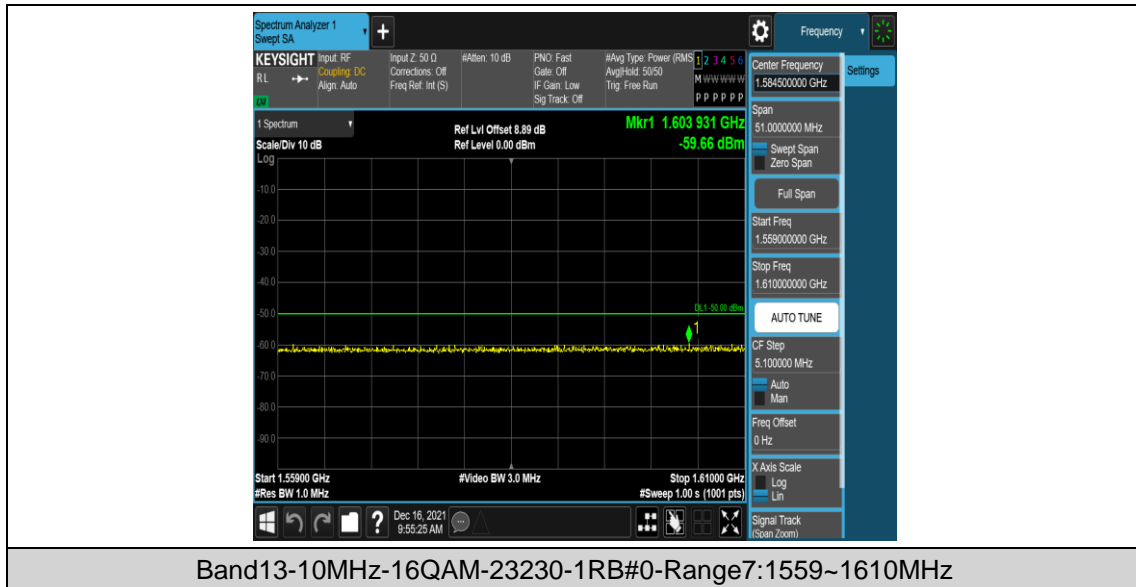 Spectrum Analyzer 1
Swept SA
+
Frequency
KEYSIGHT
RL
LXI
Input: RF
Coupling: DC
Align: Auto
Input Z: 50 Ω
Corrections: Off
Freq Ref: Int (S)
#Atten: 10 dB
PNO: Fast
Gate: Off
IF Gain: Low
Sig Track: Off
#Avg Type: Power (RMS
Avg|Hold: 50/50
Trig: Free Run
1 2 3 4 5 6
M W W W W W
P P P P P P
1 Spectrum
Scale/Div 10 dB
Ref Lvl Offset 8.89 dB
Ref Level 0.00 dBm
Mkr1 1.603 931 GHz
-59.66 dBm
Log
-10.0
-20.0
-30.0
-40.0
-50.0
DL1 -50.00 dBm
1
-60.0
-70.0
-80.0
-90.0
Start 1.55900 GHz
#Video BW 3.0 MHz
Stop 1.61000 GHz
#Res BW 1.0 MHz
#Sweep 1.00 s (1001 pts)
?
Dec 16, 2021
9:55:25 AM
Center Frequency
1.584500000 GHz
Settings
Span
51.0000000 MHz
Swept Span
Zero Span
Full Span
Start Freq
1.559000000 GHz
Stop Freq
1.610000000 GHz
AUTO TUNE
CF Step
5.100000 MHz
Auto
Man
Freq Offset
0 Hz
X Axis Scale
Log
Lin
Signal Track
(Span Zoom)
Band13-10MHz-16QAM-23230-1RB#0-Range7:1559~1610MHz